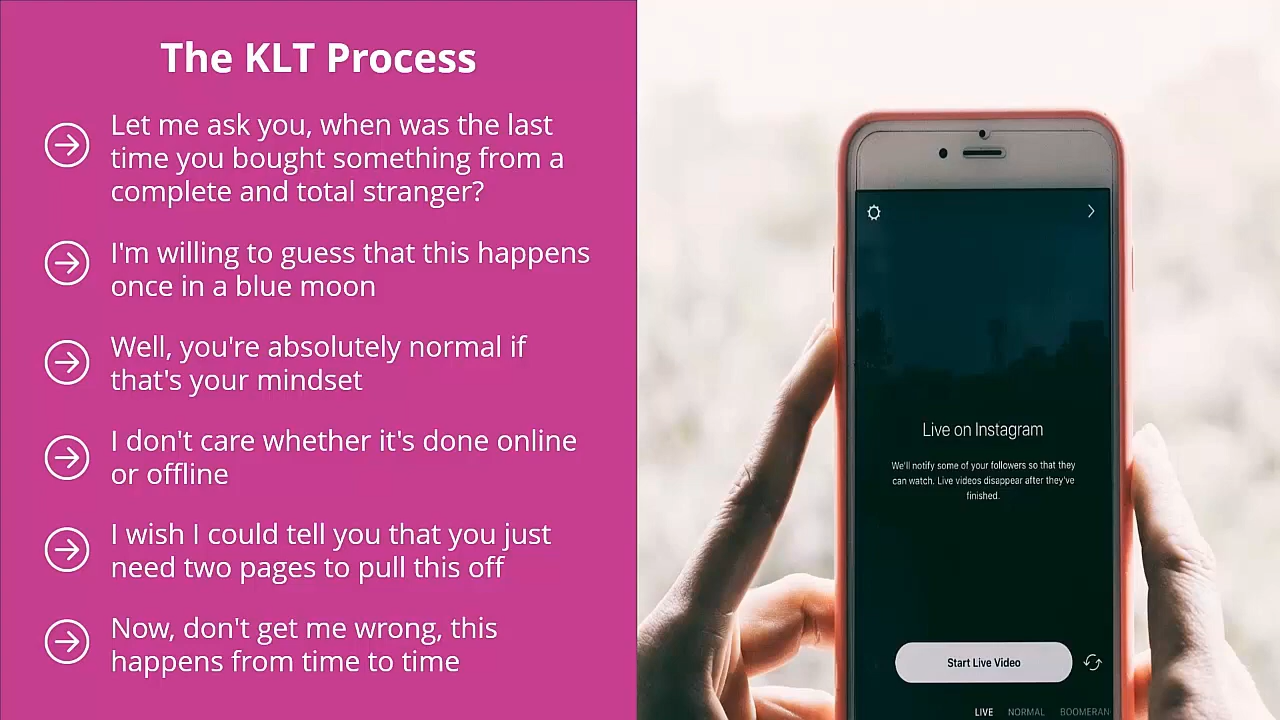 The KLT Process
Let me ask you, when was the last
time you bought something from a
complete and total stranger?
I'm willing to guess that this happens
once in a blue moon
Well, you're absolutely normal if
that's your mindset
I don't care whether it's done online
or offline
I wish I could tell you that you just
need two pages to pull this off
Now, don't get me wrong, this
happens from time to time
Live on Instagram
We'll notify some of your followers so that they
can watch. Live videos disappear after they've
finished.
Start Live Video
LIVE NORMAL BOOMERAN